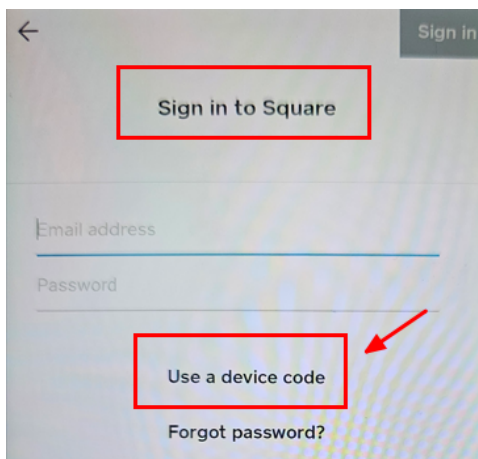 Sign in
Sign in to Square
Email address
Password
Use a device code
Forgot password?